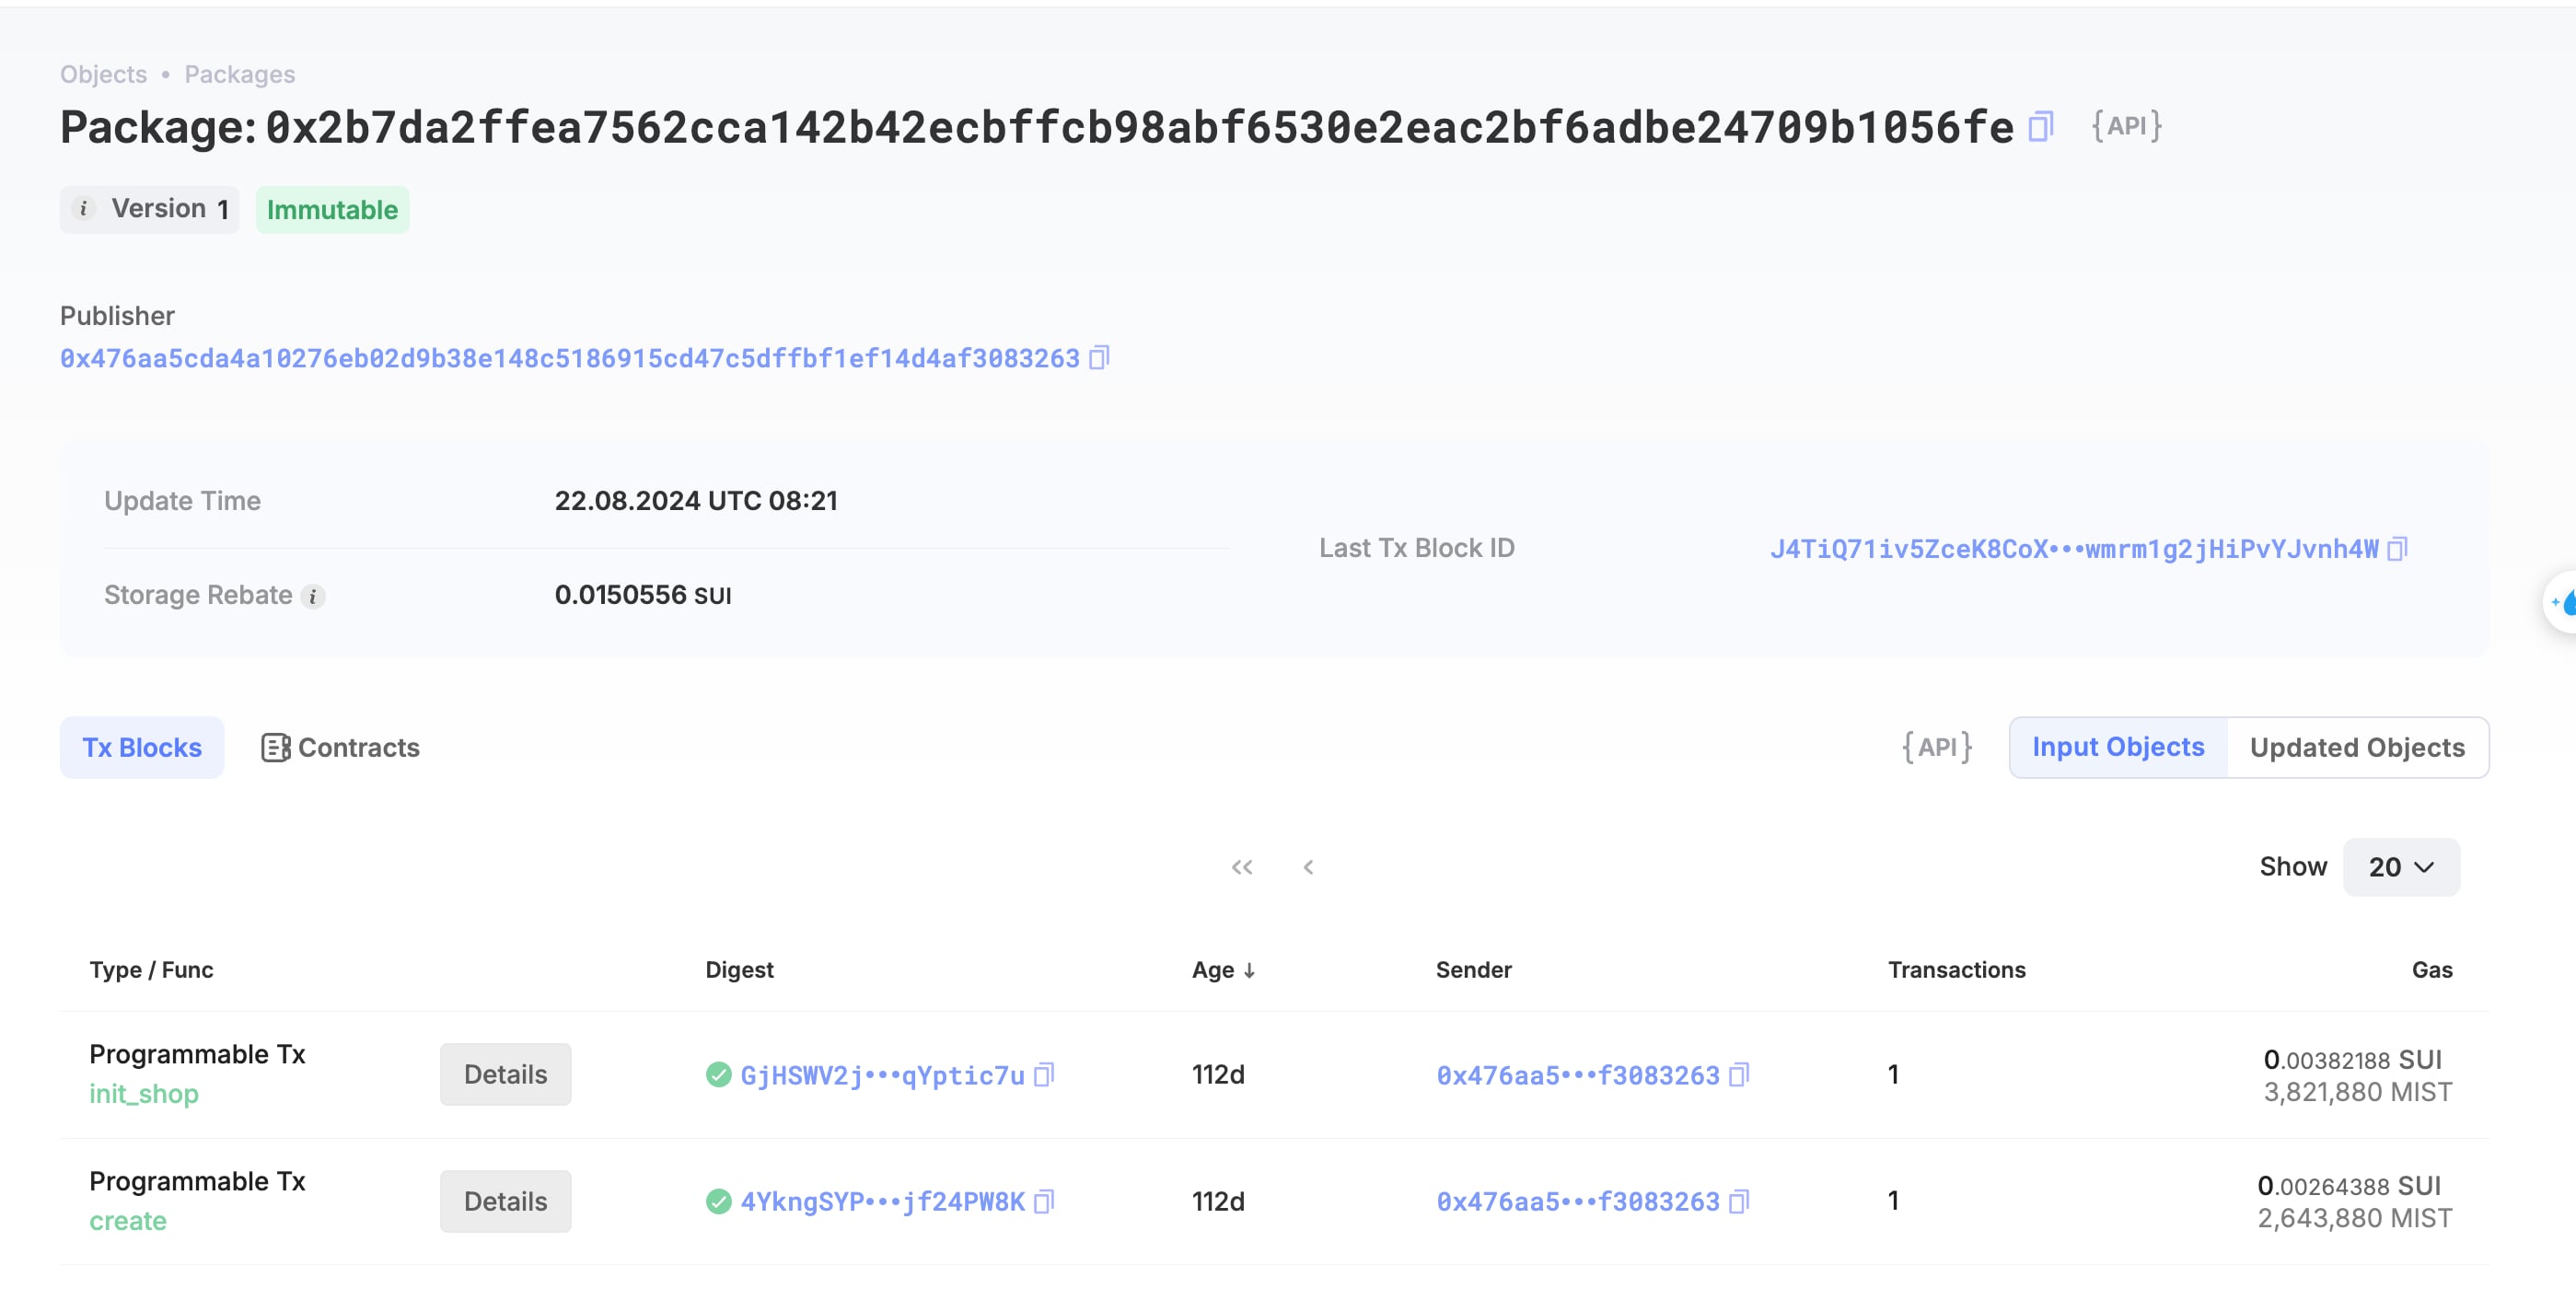 Objects • Packages
Package: 0x2b7da2ffea7562cca142b42ecbffcb98abf6530e2eac2bf6adbe24709b1056fe {API}
i Version 1 Immutable
Publisher
0x476aa5cda4a10276eb02d9b38e148c5186915cd47c5dffbf1ef14d4af3083263
Update Time 22.08.2024 UTC 08:21
Last Tx Block ID J4TiQ71iv5ZceK8CoX•••wmrm1g2jHiPvYJvnh4W
Storage Rebate i 0.0150556 SUI
Tx Blocks Contracts {API} Input Objects Updated Objects
Show 20
Type / Func Digest Age ↓ Sender Transactions Gas
Programmable Tx
init_shop
Details GjHSWV2j•••qYptic7u 112d 0x476aa5•••f3083263 1
0.00382188 SUI
3,821,880 MIST
Programmable Tx
create
Details 4YkngSYP•••jf24PW8K 112d 0x476aa5•••f3083263 1
0.00264388 SUI
2,643,880 MIST